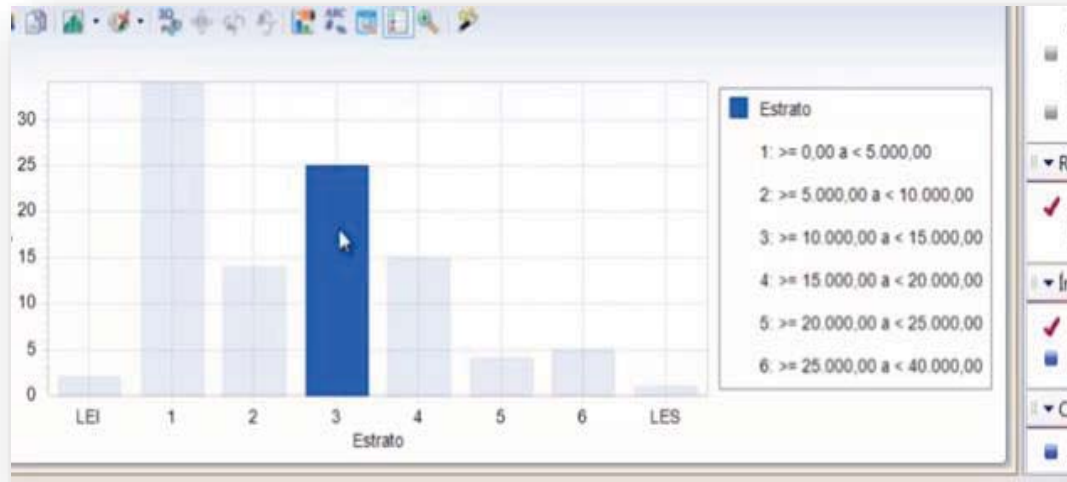 3D
ABC
30
25
20
15
10
5
0
LEI 1 2 3 4 5 6 LES
Estrato
Estrato
1: >= 0,00 a < 5.000,00
2: >= 5.000,00 a < 10.000,00
3: >= 10.000,00 a < 15.000,00
4: >= 15.000,00 a < 20.000,00
5: >= 20.000,00 a < 25.000,00
6: >= 25.000,00 a < 40.000,00